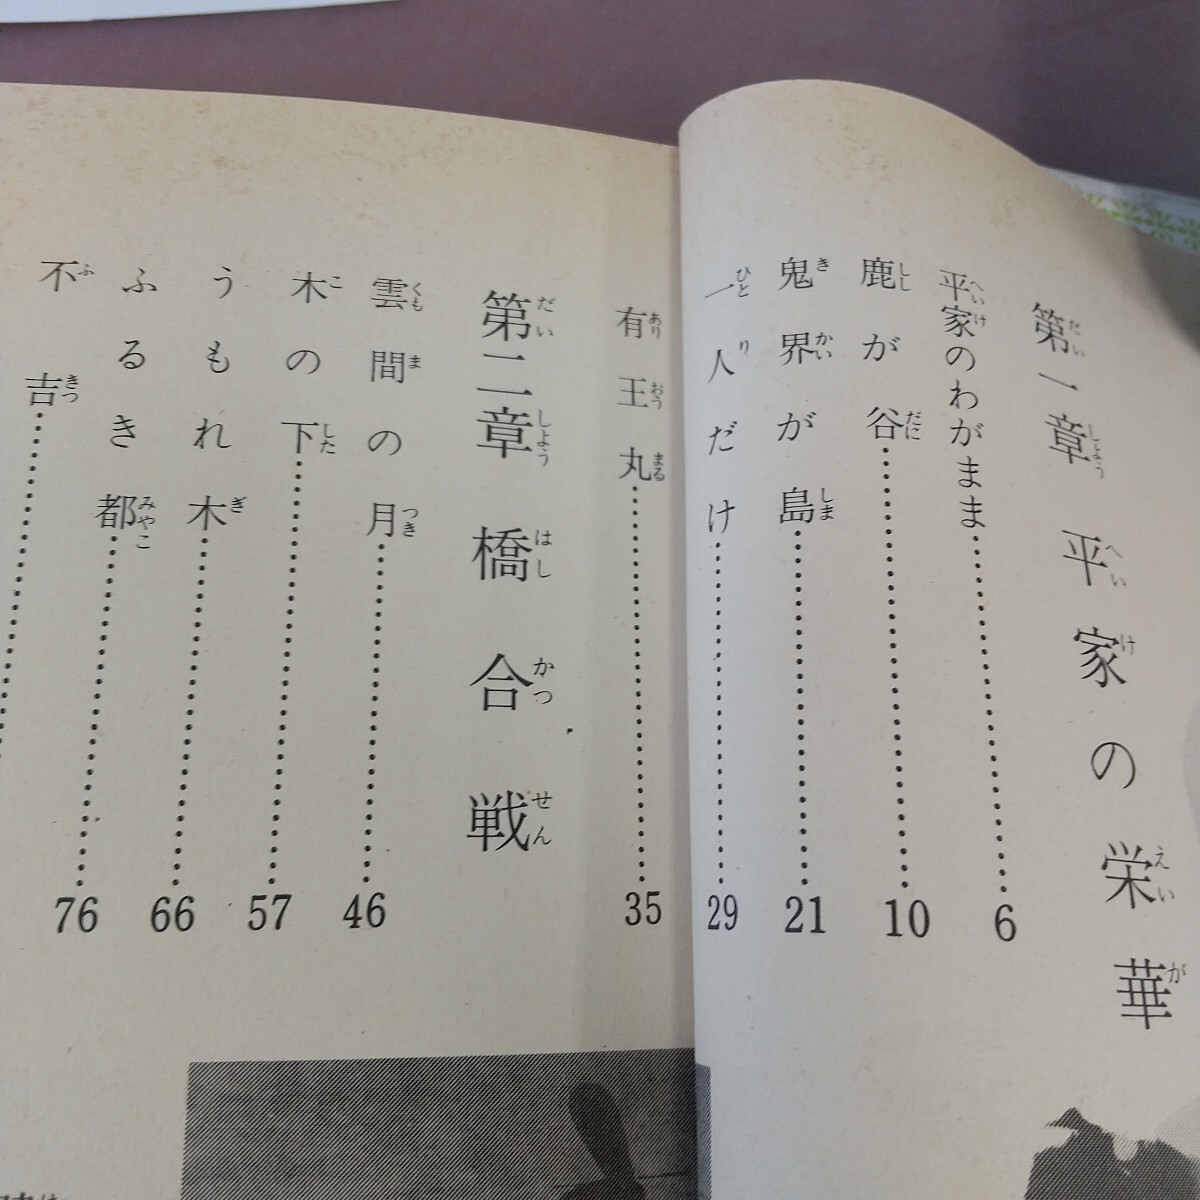 第一章 平家の栄華
平家のわがまま……6
鹿が谷……10
鬼界が島……21
一人だけ……29
有王丸……35
第二章 橋合戦
雲間の月……46
木の下……57
うもれ木……66
ふるき都……76
不吉……